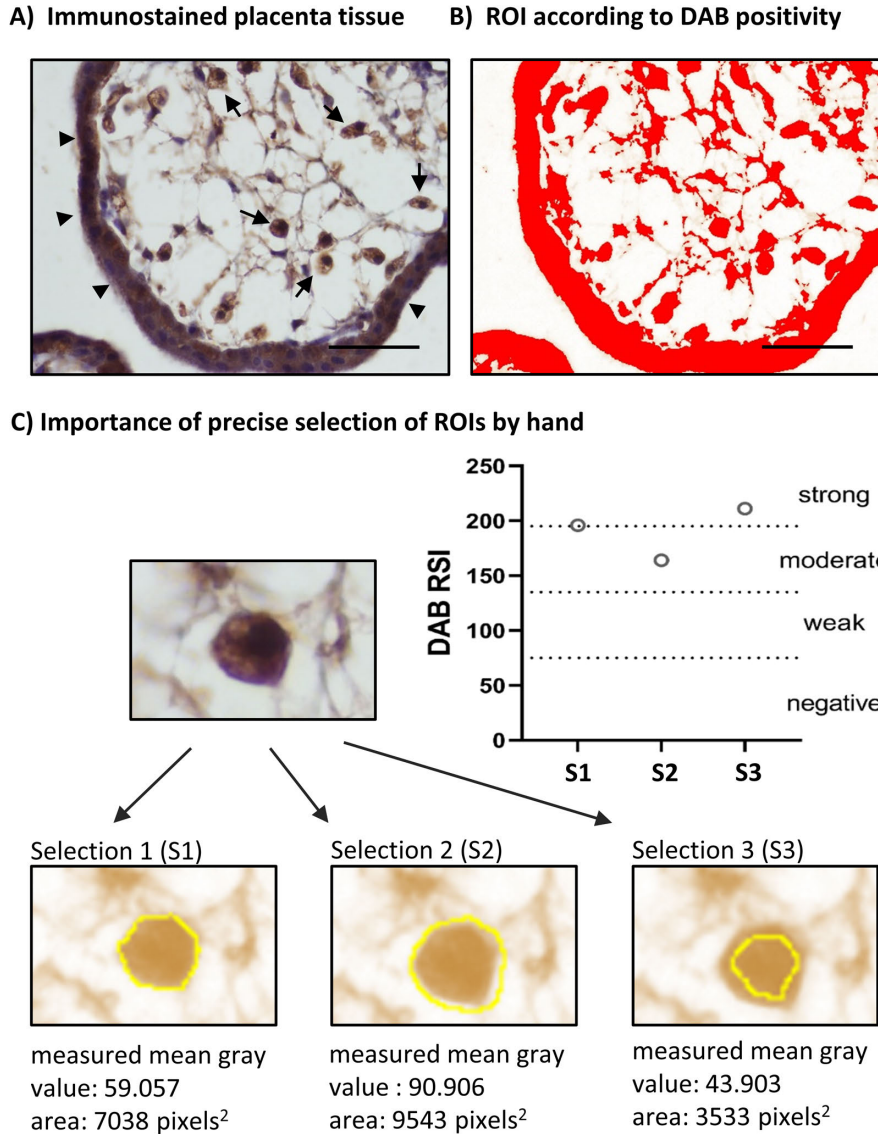 A) Immunostained placenta tissue
B) ROI according to DAB positivity
C) Importance of precise selection of ROIs by hand
250
200
150
100
50
0
DAB RSI
strong
moderate
weak
negative
S1 S2 S3
Selection 1 (S1)
Selection 2 (S2)
Selection 3 (S3)
measured mean gray
value: 59.057
area: 7038 pixels²
measured mean gray
value : 90.906
area: 9543 pixels²
measured mean gray
value: 43.903
area: 3533 pixels²